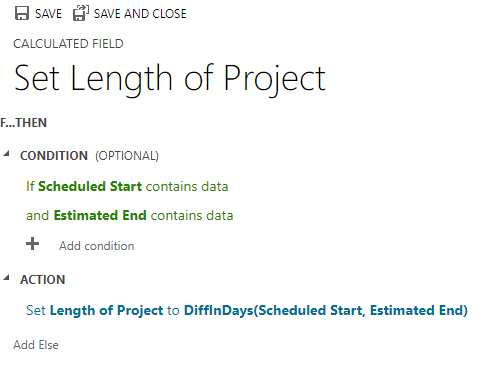 SAVE SAVE AND CLOSE
CALCULATED FIELD
Set Length of Project
F...THEN
CONDITION (OPTIONAL)
If Scheduled Start contains data
and Estimated End contains data
Add condition
ACTION
Set Length of Project to DiffInDays(Scheduled Start, Estimated End)
Add Else